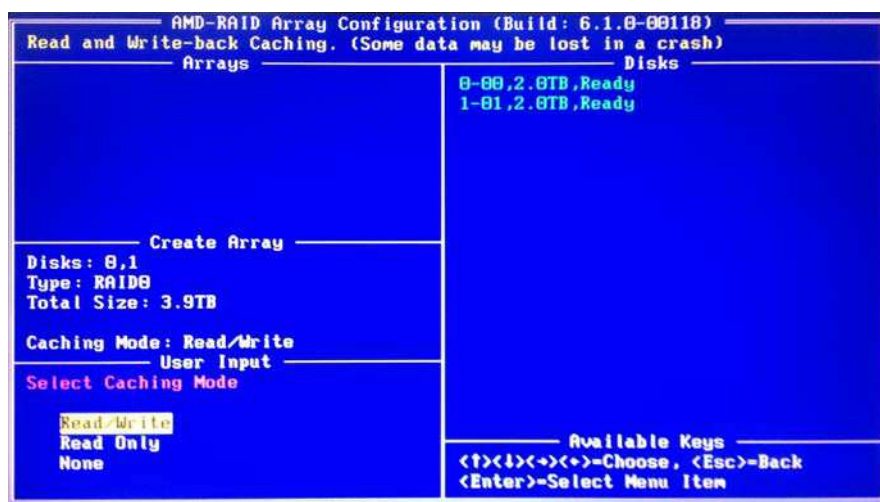 AMD-RAID Array Configuration (Build: 6.1.0-00118)
Read and Write-back Caching. (Some data may be lost in a crash)
Arrays
Disks
0-00,2.0TB,Ready
1-01,2.0TB,Ready
Create Array
Disks: 0,1
Type: RAID0
Total Size: 3.9TB
Caching Mode: Read/Write
User Input
Select Caching Mode
Read/Write
Read Only
None
Available Keys
<↑><↓><→><←>=Choose, <Esc>=Back
<Enter>=Select Menu Item